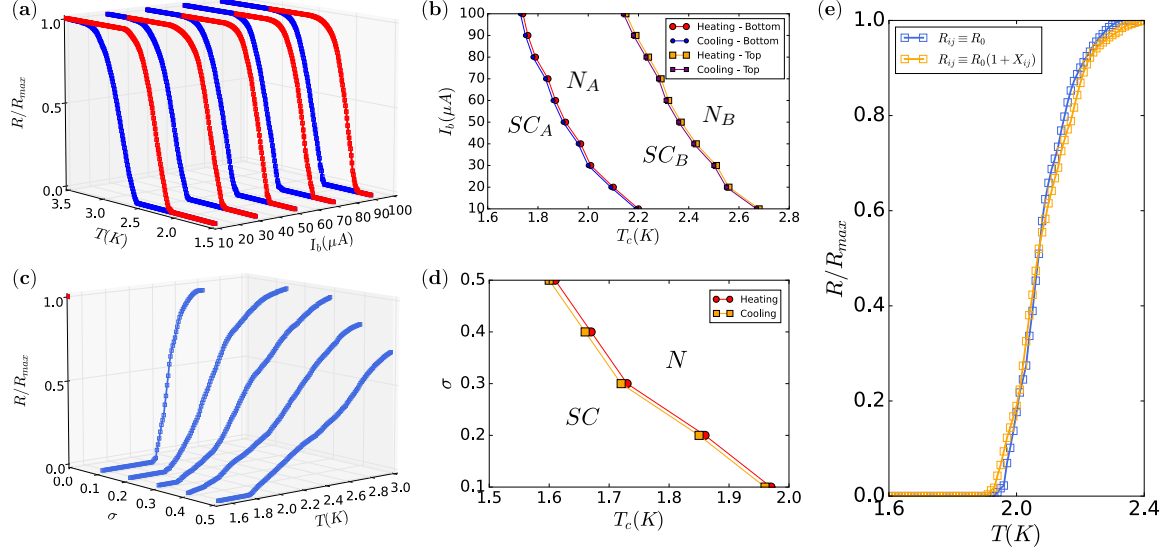 (a)
R/R_max
1.0
0.5
0.0
3.5
3.0
2.5
2.0
1.5
T(K)
10 20 30 40 50 60 70 80 90 100
I_b(μA)
(b)
I_b(μA)
100
90
80
70
60
50
40
30
20
10
1.6 1.8 2.0 2.2 2.4 2.6 2.8
T_c(K)
Heating - Bottom
Cooling - Bottom
Heating - Top
Cooling - Top
N_A
SC_A
N_B
SC_B
(c)
R/R_max
1.0
0.5
0.0
0.0
0.1
0.2
0.3
0.4
0.5
σ
1.6 1.8 2.0 2.2 2.4 2.6 2.8 3.0
T(K)
(d)
σ
0.5
0.4
0.3
0.2
0.1
1.5 1.6 1.7 1.8 1.9 2.0
T_c(K)
Heating
Cooling
N
SC
(e)
R/R_max
1.0
0.8
0.6
0.4
0.2
0.0
1.6 2.0 2.4
T(K)
R_ij ≡ R_0
R_ij ≡ R_0(1 + X_ij)